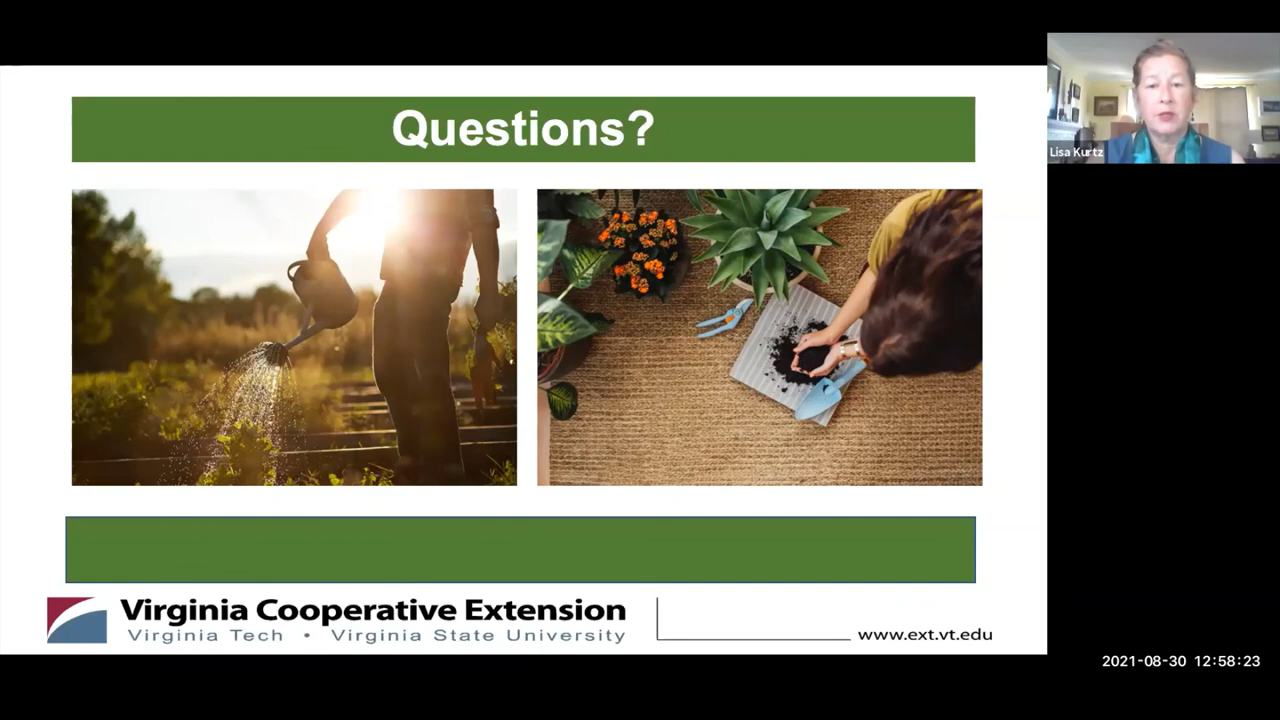 Questions?
Lisa Kurtz
Virginia Cooperative Extension
Virginia Tech • Virginia State University
www.ext.vt.edu
2021-08-30 12:58:23